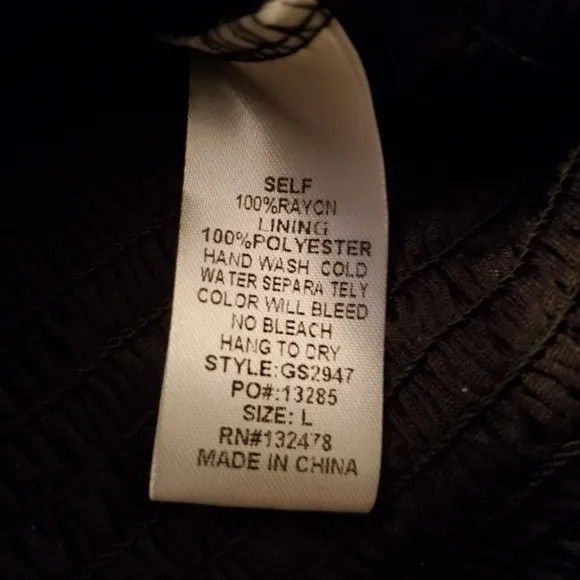 SELF
100%RAYON
LINING
100%POLYESTER
HAND WASH COLD
WATER SEPARA TELY
COLOR WILL BLEED
NO BLEACH
HANG TO DRY
STYLE:GS2947
PO#:13285
SIZE: L
RN#132478
MADE IN CHINA